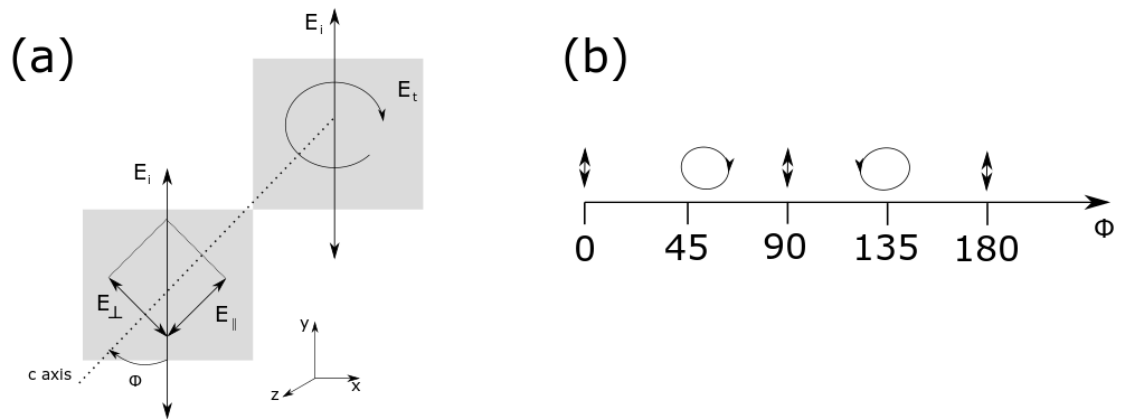 (a)
E_i
E_t
E_i
E_⊥
E_∥
c axis
Φ
y
z
x
(b)
0 45 90 135 180
Φ